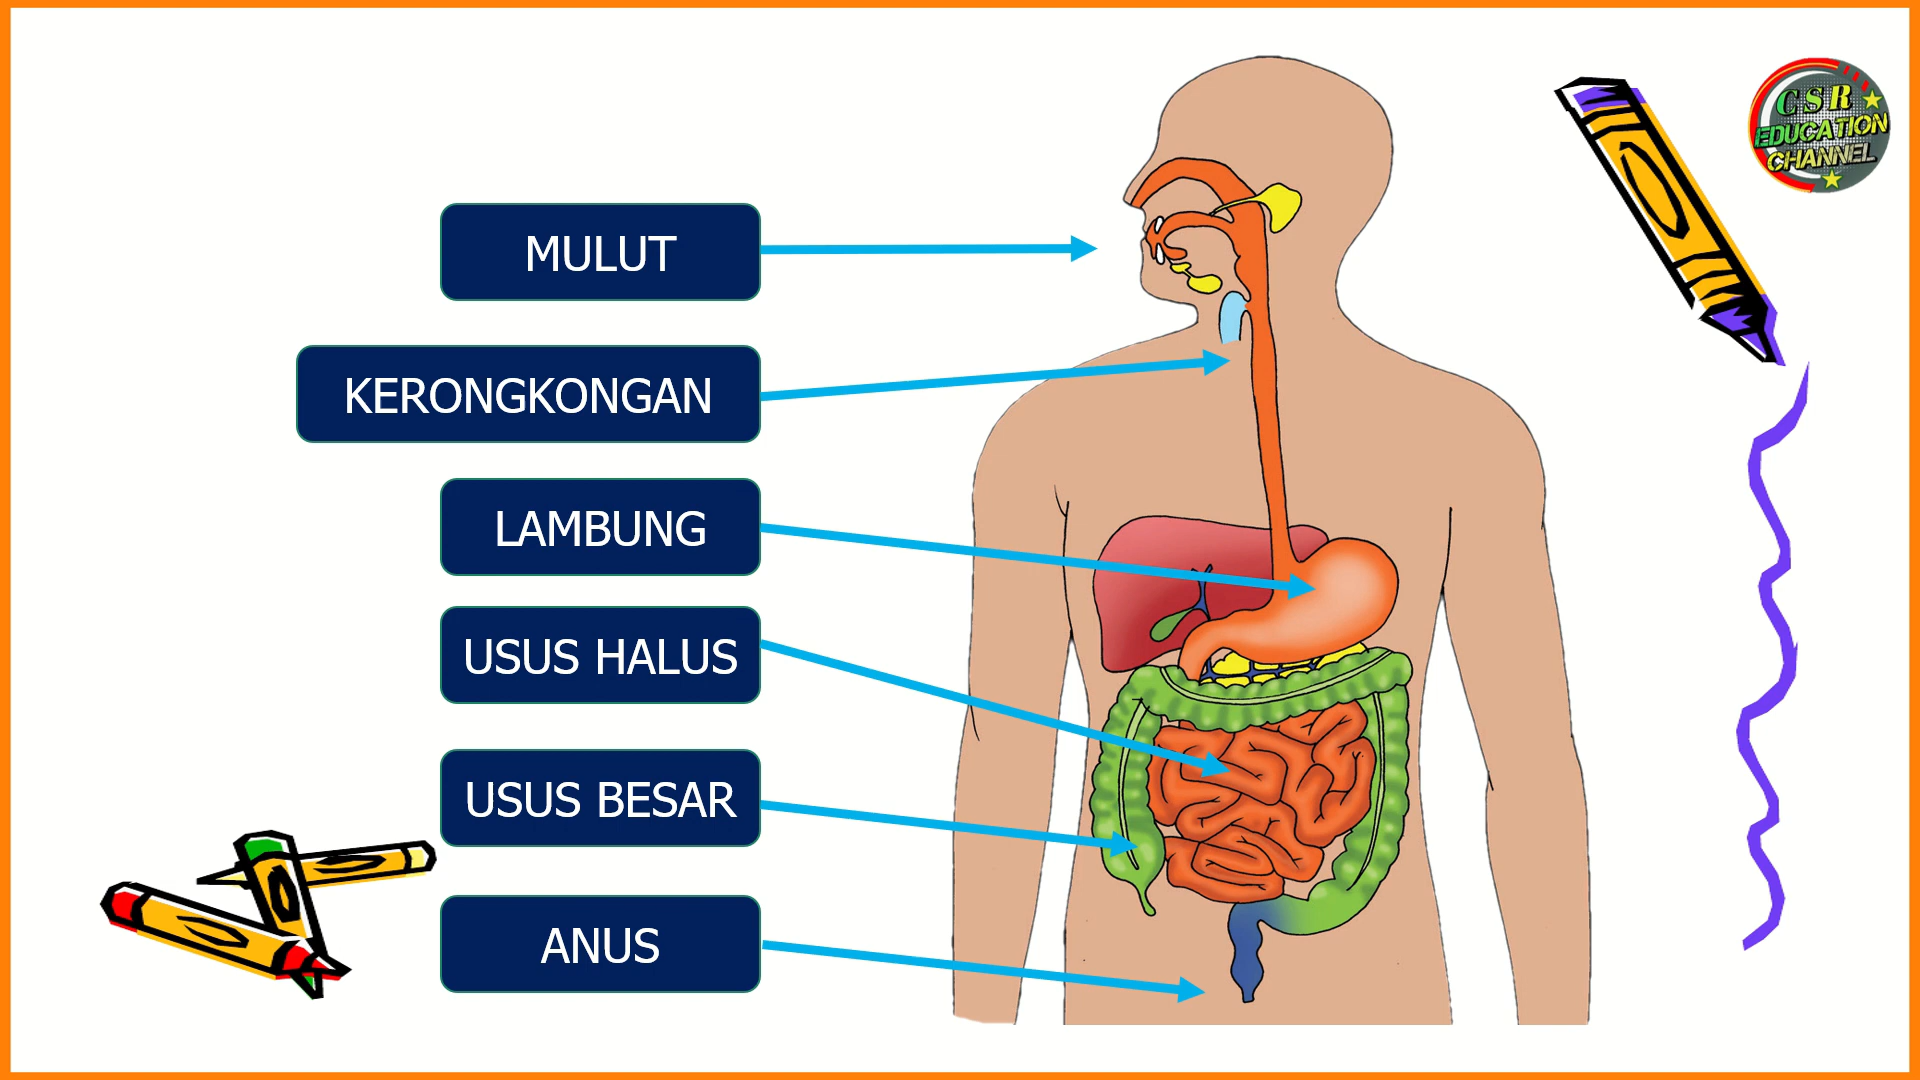 CSR
EDUCATION
CHANNEL
MULUT
KERONGKONGAN
LAMBUNG
USUS HALUS
USUS BESAR
ANUS